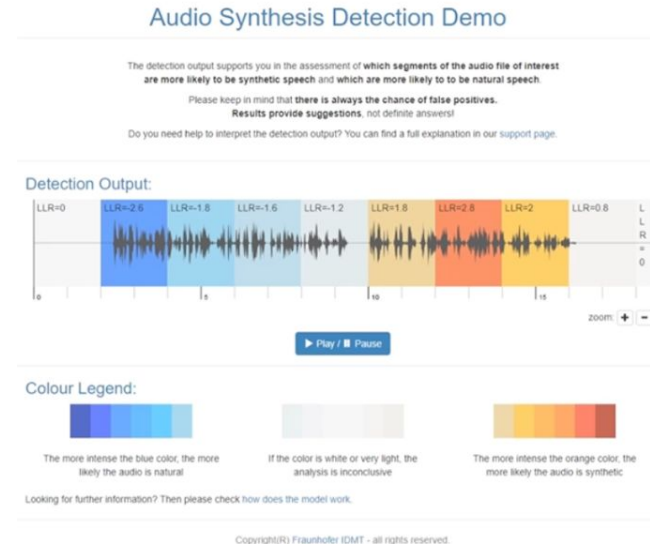 Audio Synthesis Detection Demo
The detection output supports you in the assessment of which segments of the audio file of interest
are more likely to be synthetic speech and which are more likely to to be natural speech.
Please keep in mind that there is always the chance of false positives.
Results provide suggestions, not definite answers!
Do you need help to interpret the detection output? You can find a full explanation in our support page.
Detection Output:
LLR=0 LLR=-2.6 LLR=-1.8 LLR=-1.6 LLR=-1.2 LLR=1.8 LLR=2.8 LLR=2 LLR=0.8 L
L
R
=
0
0 5 10 15
zoom: + -
Play / Pause
Colour Legend:
The more intense the blue color, the more If the color is white or very light, the The more intense the orange color, the
likely the audio is natural analysis is inconclusive more likely the audio is synthetic
Looking for further information? Then please check how does the model work.
Copyright(R) Fraunhofer IDMT - all rights reserved.